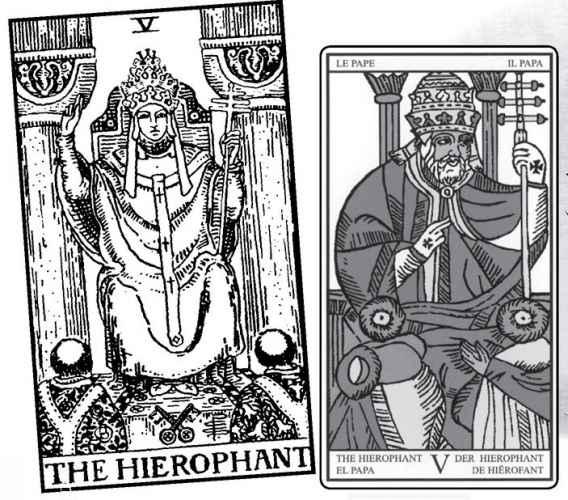 V
THE HIEROPHANT
LE PAPE
IL PAPA
THE HIEROPHANT
EL PAPA
V
DER HIEROPHANT
DE HIËROFANT